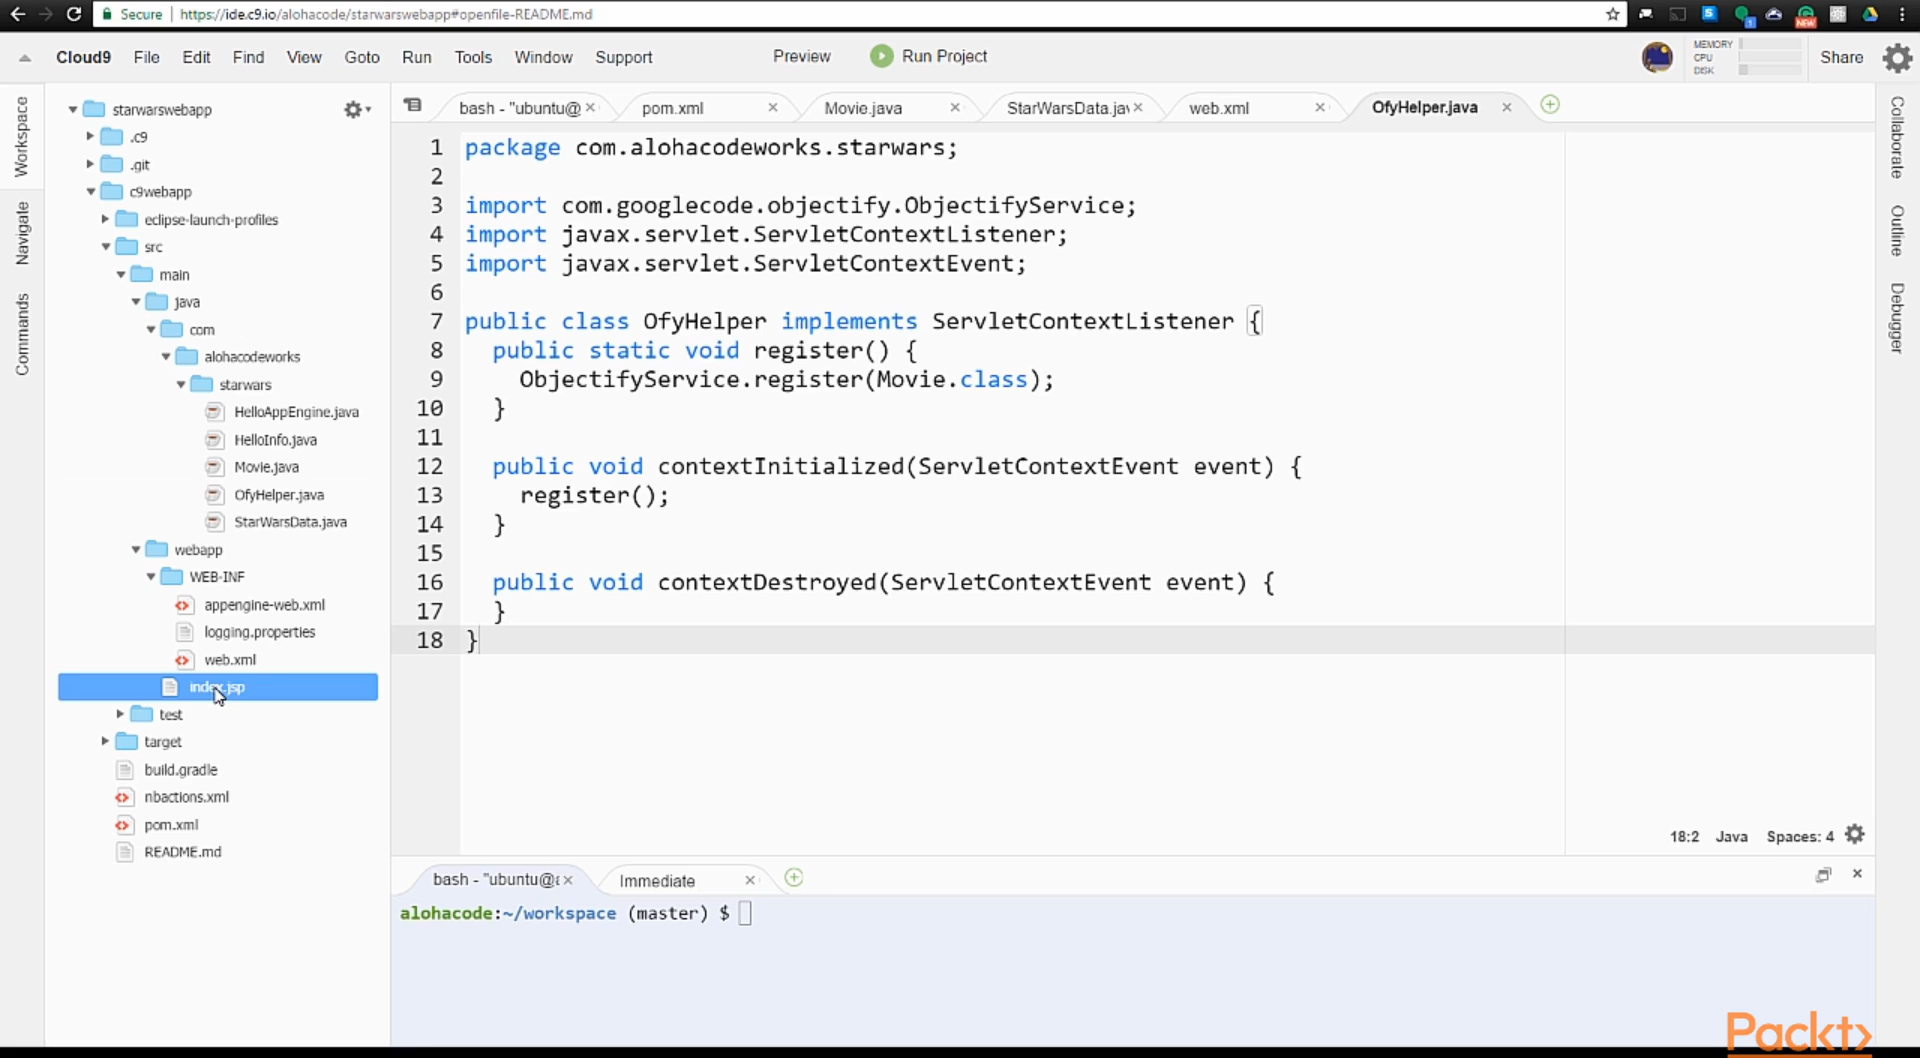 Secure https://ide.c9.io/alohacode/starwarswebapp#openfile-README.md
Cloud9 File Edit Find View Goto Run Tools Window Support Preview Run Project MEMORY CPU DISK Share
Workspace
Navigate
Commands
starwarswebapp
.c9
.git
c9webapp
eclipse-launch-profiles
src
main
java
com
alohacodeworks
starwars
HelloAppEngine.java
HelloInfo.java
Movie.java
OfyHelper.java
StarWarsData.java
webapp
WEB-INF
appengine-web.xml
logging.properties
web.xml
index.jsp
test
target
build.gradle
nbactions.xml
pom.xml
README.md
bash - "ubuntu@ × pom.xml × Movie.java × StarWarsData.jav × web.xml × OfyHelper.java ×
1 package com.alohacodeworks.starwars;
2
3 import com.googlecode.objectify.ObjectifyService;
4 import javax.servlet.ServletContextListener;
5 import javax.servlet.ServletContextEvent;
6
7 public class OfyHelper implements ServletContextListener {
8 public static void register() {
9 ObjectifyService.register(Movie.class);
10 }
11
12 public void contextInitialized(ServletContextEvent event) {
13 register();
14 }
15
16 public void contextDestroyed(ServletContextEvent event) {
17 }
18 }
18:2 Java Spaces: 4
bash - "ubuntu@ × Immediate ×
alohacode:~/workspace (master) $
Collaborate
Outline
Debugger
Packt>